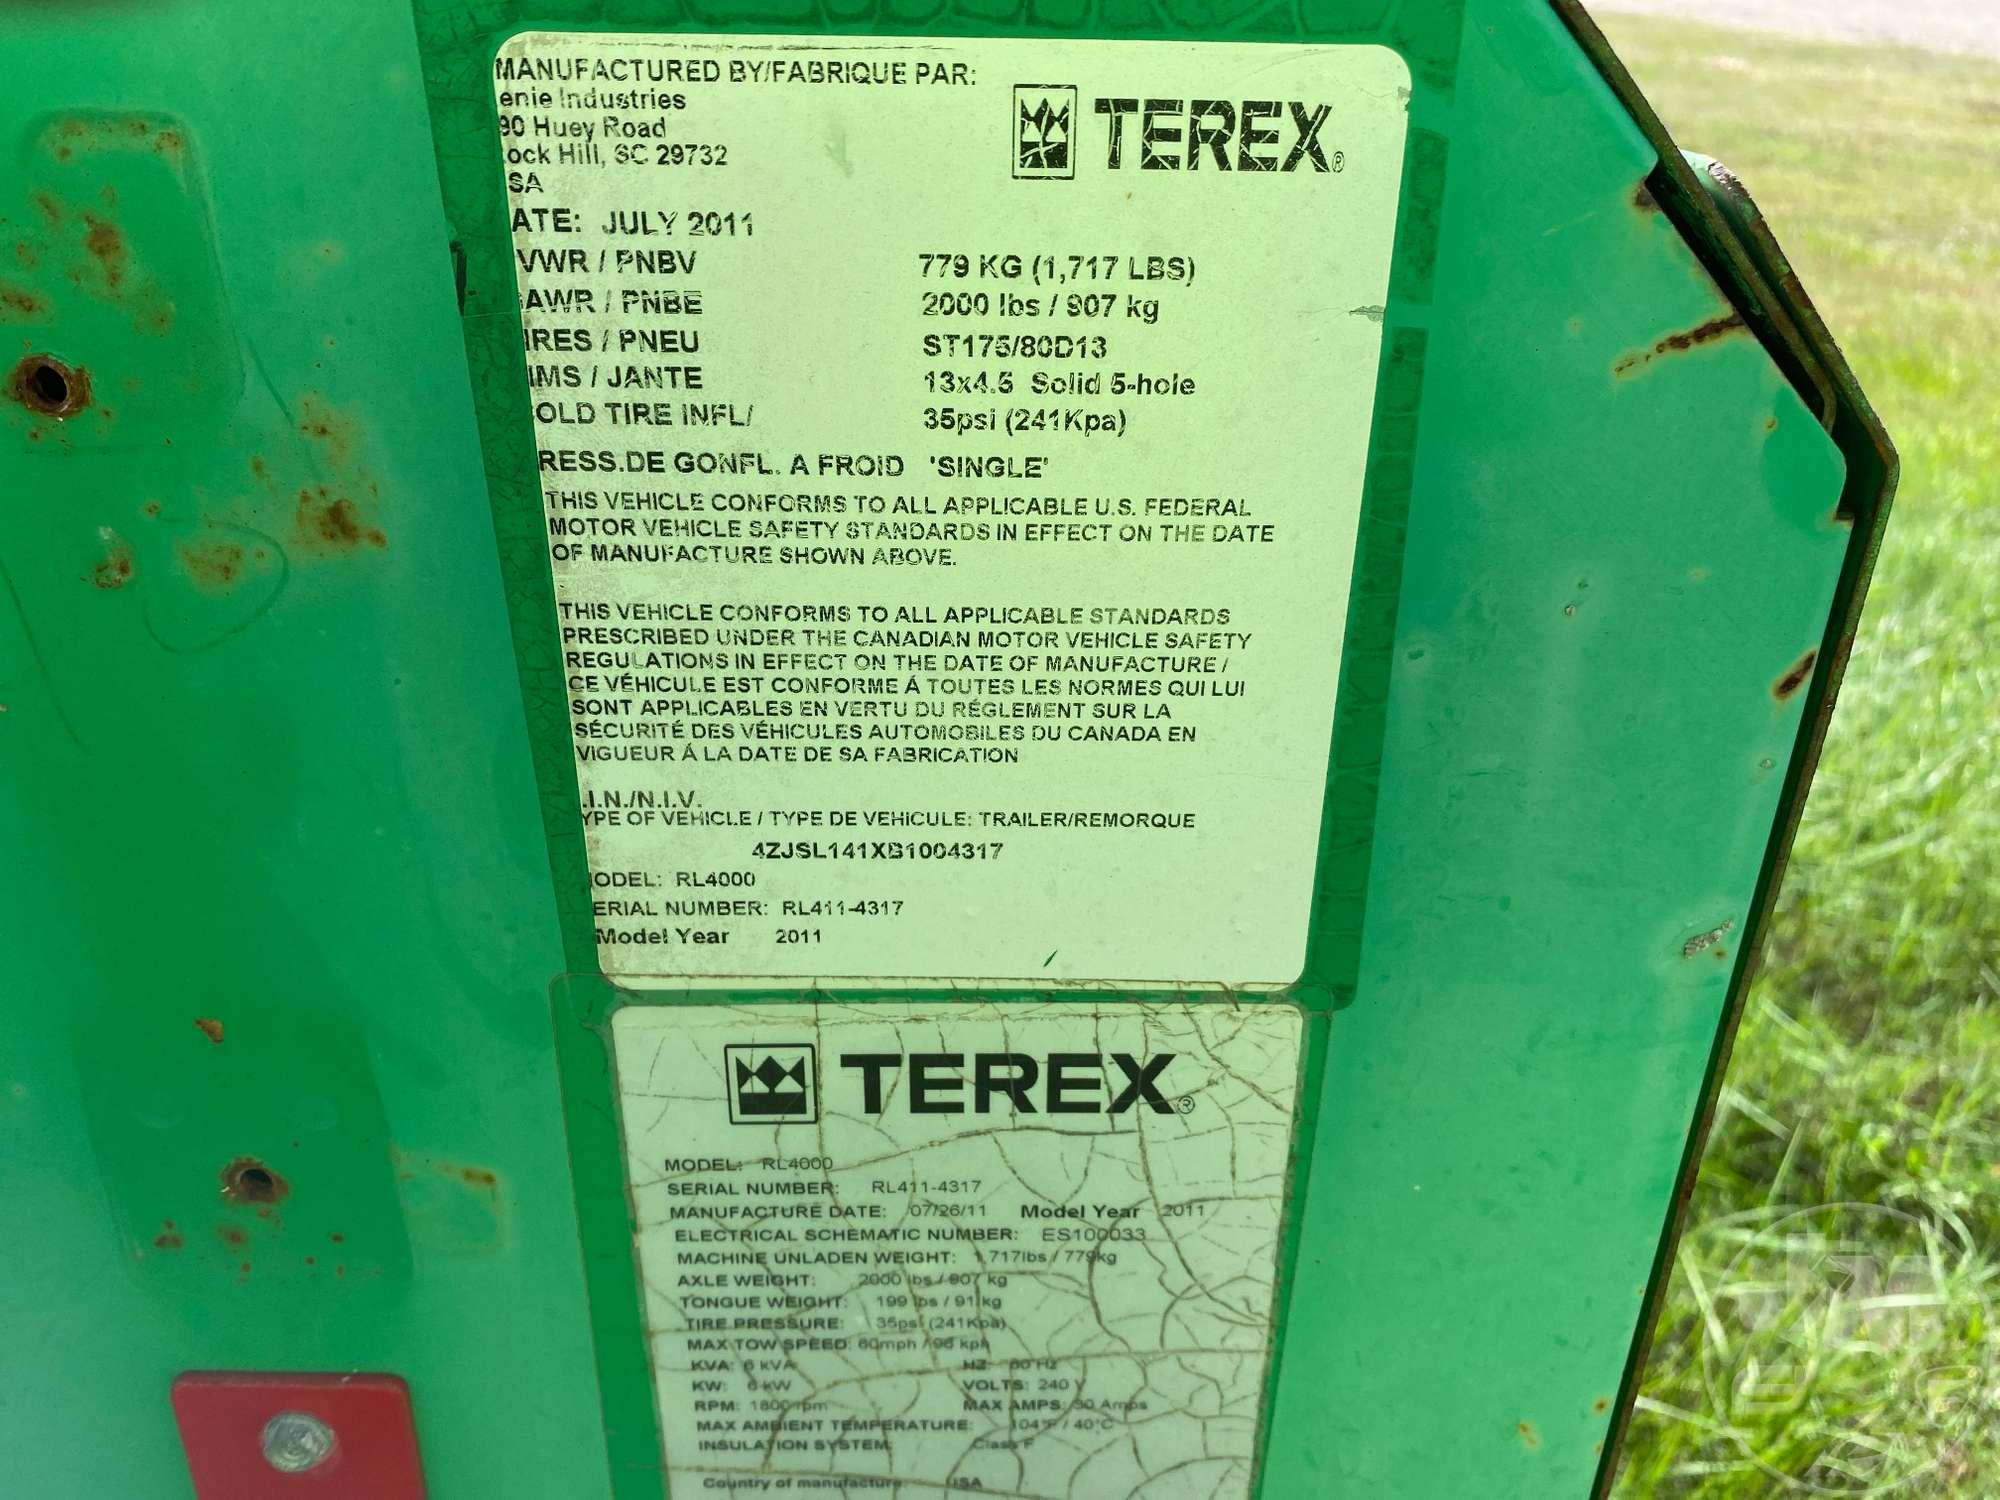 MANUFACTURED BY/FABRIQUE PAR:
enie Industries
90 Huey Road
ock Hill, SC 29732
SA
TEREX®
ATE: JULY 2011
VWR / PNBV 779 KG (1,717 LBS)
AWR / PNBE 2000 lbs / 907 kg
IRES / PNEU ST175/80D13
IMS / JANTE 13x4.5 Solid 5-hole
OLD TIRE INFL/ 35psi (241Kpa)
RESS.DE GONFL. A FROID 'SINGLE'
THIS VEHICLE CONFORMS TO ALL APPLICABLE U.S. FEDERAL
MOTOR VEHICLE SAFETY STANDARDS IN EFFECT ON THE DATE
OF MANUFACTURE SHOWN ABOVE.
THIS VEHICLE CONFORMS TO ALL APPLICABLE STANDARDS
PRESCRIBED UNDER THE CANADIAN MOTOR VEHICLE SAFETY
REGULATIONS IN EFFECT ON THE DATE OF MANUFACTURE /
CE VÉHICULE EST CONFORME Á TOUTES LES NORMES QUI LUI
SONT APPLICABLES EN VERTU DU RÉGLEMENT SUR LA
SÉCURITÉ DES VÉHICULES AUTOMOBILES DU CANADA EN
VIGUEUR Á LA DATE DE SA FABRICATION
.I.N./N.I.V.
YPE OF VEHICLE / TYPE DE VEHICULE: TRAILER/REMORQUE
4ZJSL141XB1004317
ODEL: RL4000
ERIAL NUMBER: RL411-4317
Model Year 2011
TEREX®
MODEL: RL4000
SERIAL NUMBER: RL411-4317
MANUFACTURE DATE: 07/26/11 Model Year 2011
ELECTRICAL SCHEMATIC NUMBER: ES100033
MACHINE UNLADEN WEIGHT: 1,717lbs / 779kg
AXLE WEIGHT: 2000 lbs / 907 kg
TONGUE WEIGHT: 199 lbs / 91 kg
TIRE PRESSURE: 35psi (241Kpa)
MAX TOW SPEED: 60mph / 96 kph
KVA: 6 kVA HZ: 60 Hz
KW: 6 kW VOLTS: 240 V
RPM: 1800 rpm MAX AMPS: 30 Amps
MAX AMBIENT TEMPERATURE: 104°F / 40°C
INSULATION SYSTEM: Class F
Country of manufacture: USA